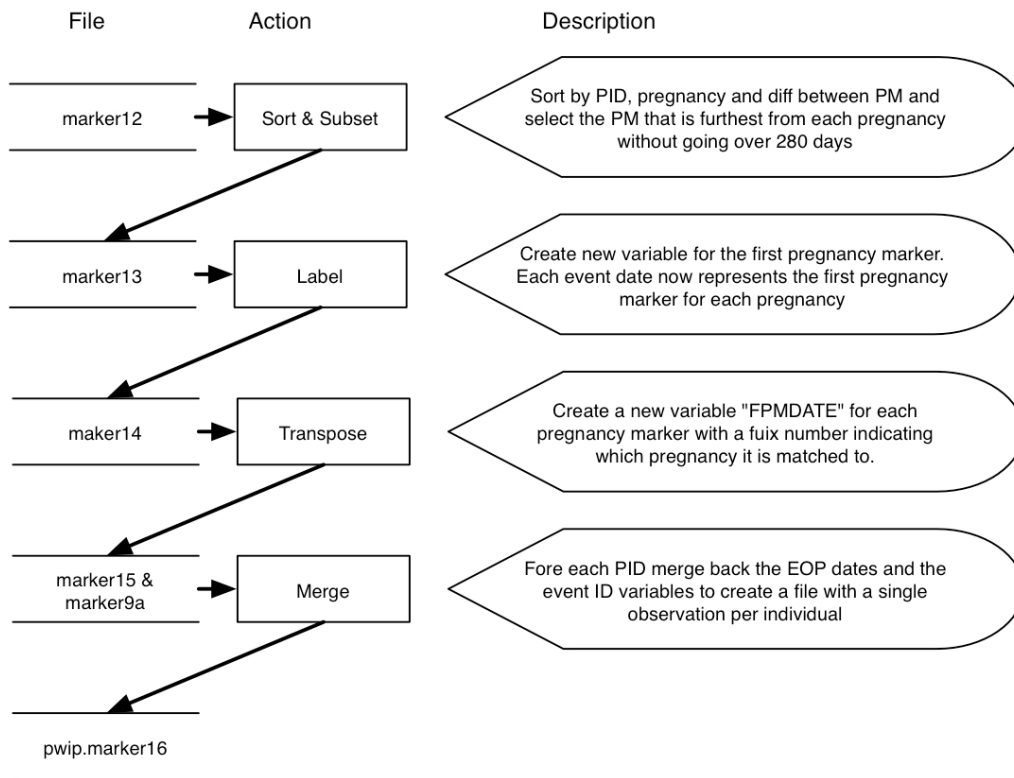 File
Action
Description
marker12
Sort & Subset
Sort by PID, pregnancy and diff between PM and
select the PM that is furthest from each pregnancy
without going over 280 days
marker13
Label
Create new variable for the first pregnancy marker.
Each event date now represents the first pregnancy
marker for each pregnancy
maker14
Transpose
Create a new variable "FPMDATE" for each
pregnancy marker with a fuix number indicating
which pregnancy it is matched to.
marker15 &
marker9a
Merge
Fore each PID merge back the EOP dates and the
event ID variables to create a file with a single
observation per individual
pwip.marker16